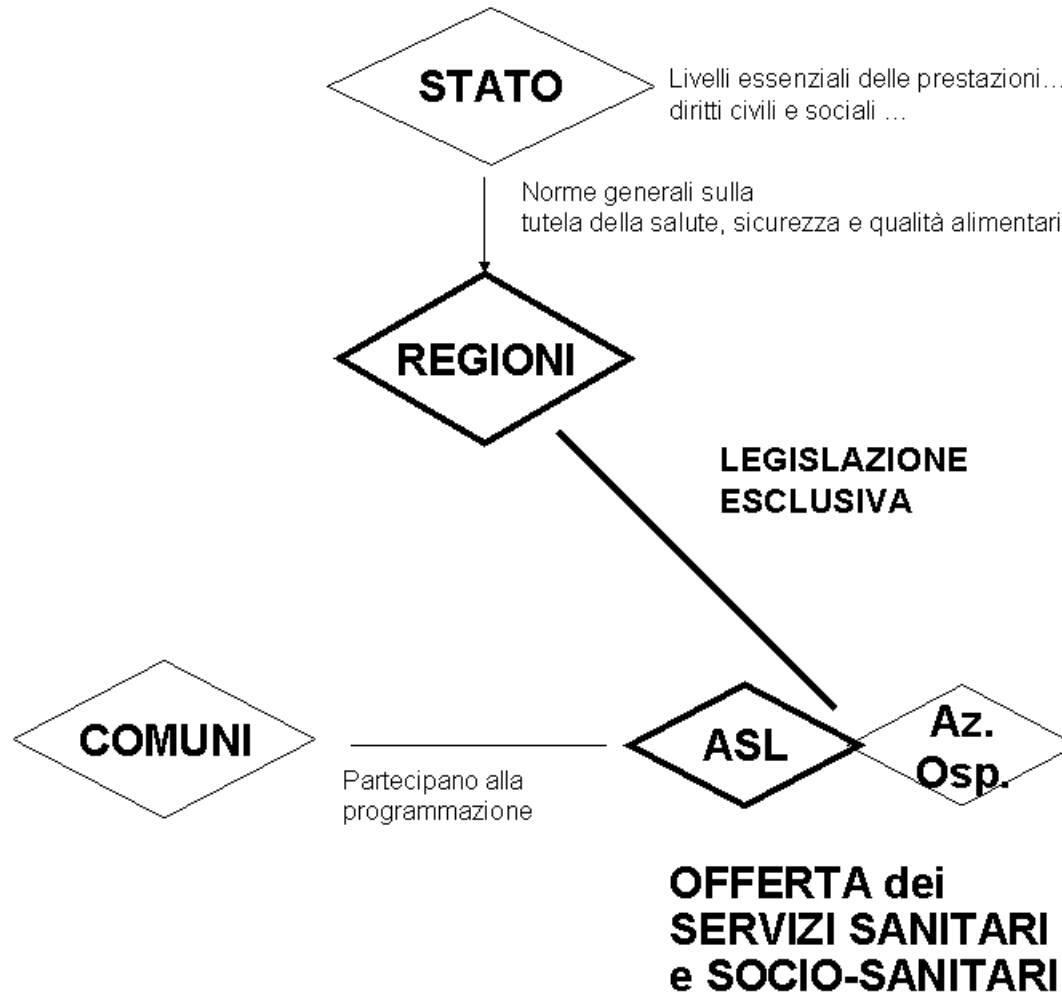 STATO
Livelli essenziali delle prestazioni...
diritti civili e sociali ...
Norme generali sulla
tutela della salute, sicurezza e qualità alimentari
REGIONI
LEGISLAZIONE
ESCLUSIVA
COMUNI
Partecipano alla
programmazione
ASL
Az.
Osp.
OFFERTA dei
SERVIZI SANITARI
e SOCIO-SANITARI